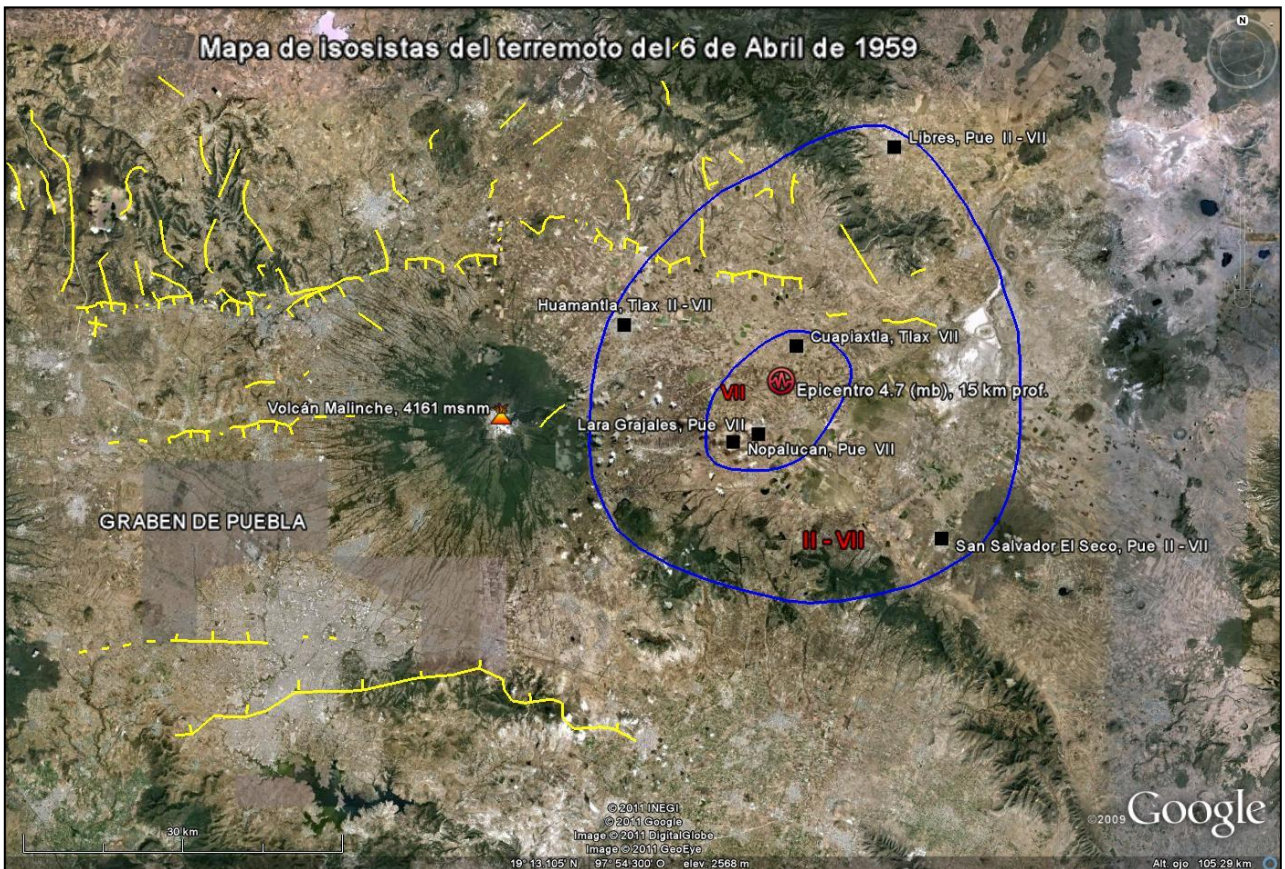 N
Mapa de isosistas del terremoto del 6 de Abril de 1959
Libres, Pue II - VII
Huamantla, Tlax II - VII
Cuapiaxtla, Tlax VII
VII
Epicentro 4.7 (mb), 15 km prof.
Volcán Malinche, 4161 msnm
Lara Grajales, Pue VII
Nopalucan, Pue VII
GRABEN DE PUEBLA
II - VII
San Salvador El Seco, Pue II - VII
© 2011 INEGI
© 2011 Google
Image © 2011 DigitalGlobe
Image © 2011 GeoEye
©2009 Google
30 km
19° 13.105' N 97° 54.300' O elev 2568 m
Alt. ojo 105.29 km